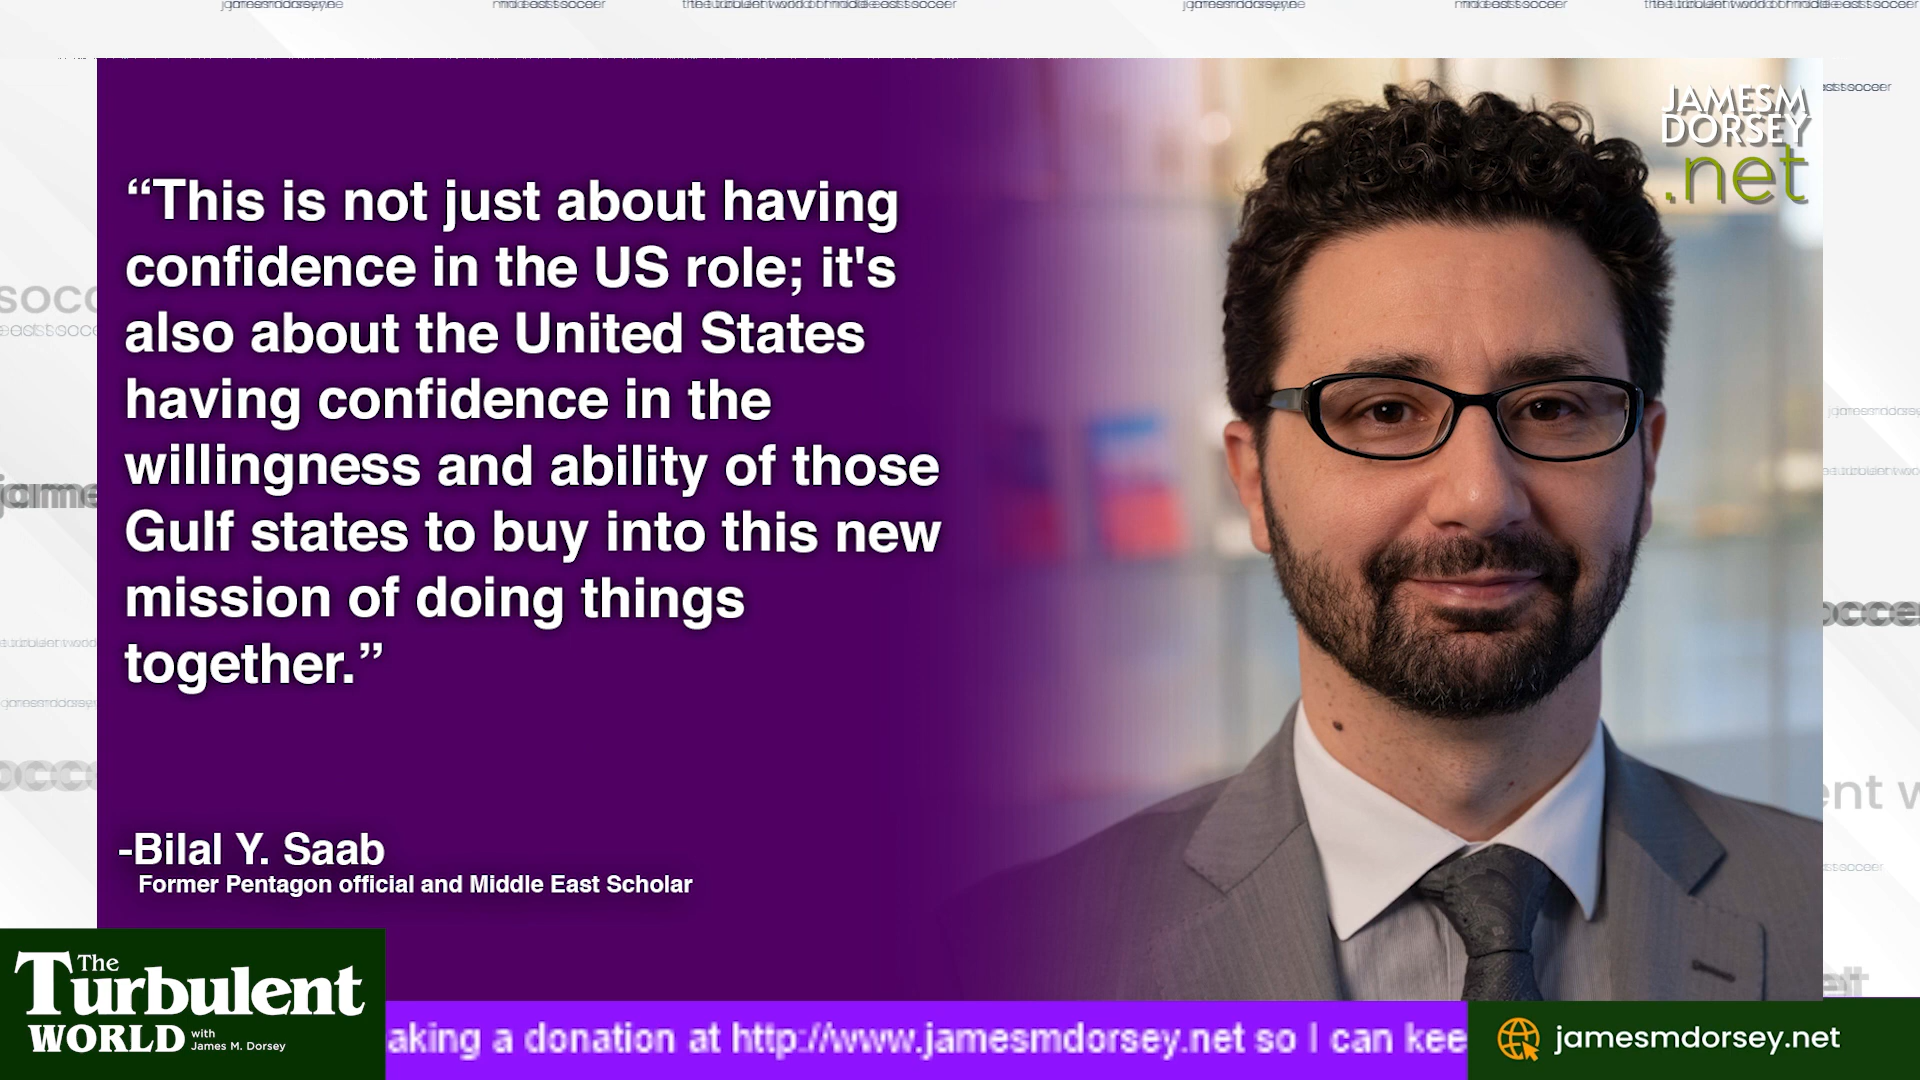 JAMESM
DORSEY
.net
“This is not just about having
confidence in the US role; it's
also about the United States
having confidence in the
willingness and ability of those
Gulf states to buy into this new
mission of doing things
together.”
-Bilal Y. Saab
Former Pentagon official and Middle East Scholar
The
Turbulent
WORLD with
James M. Dorsey
aking a donation at http://www.jamesmdorsey.net so I can kee
jamesmdorsey.net